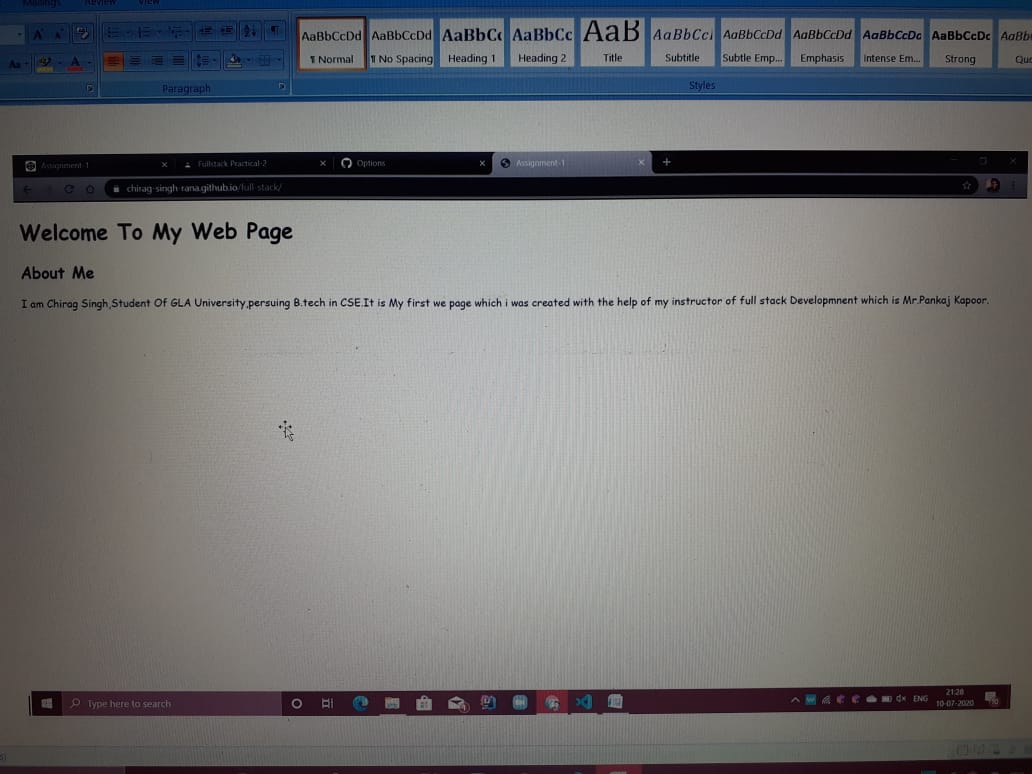 Mailings Review View
Aa
AaBbCcDd AaBbCcDd AaBbCc AaBbCc AaB AaBbCcI AaBbCcDd AaBbCcDd AaBbCcDc AaBbCcDc AaBb
¶ Normal ¶ No Spacing Heading 1 Heading 2 Title Subtitle Subtle Emp... Emphasis Intense Em... Strong Quo
Paragraph
Styles
Assignment-1 Fullstack Practical-2 Options Assignment-1
chirag-singh-rana.github.io/full-stack/
Welcome To My Web Page
About Me
I am Chirag Singh,Student Of GLA University,persuing B.tech in CSE.It is My first we page which i was created with the help of my instructor of full stack Developmnent which is Mr.Pankaj Kapoor.
Type here to search
ENG
21:28
10-07-2020